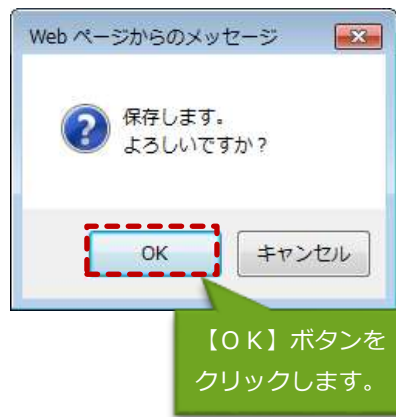 Web ページからのメッセージ
保存します。
よろしいですか？
OK
キャンセル
【ＯＫ】ボタンを
クリックします。